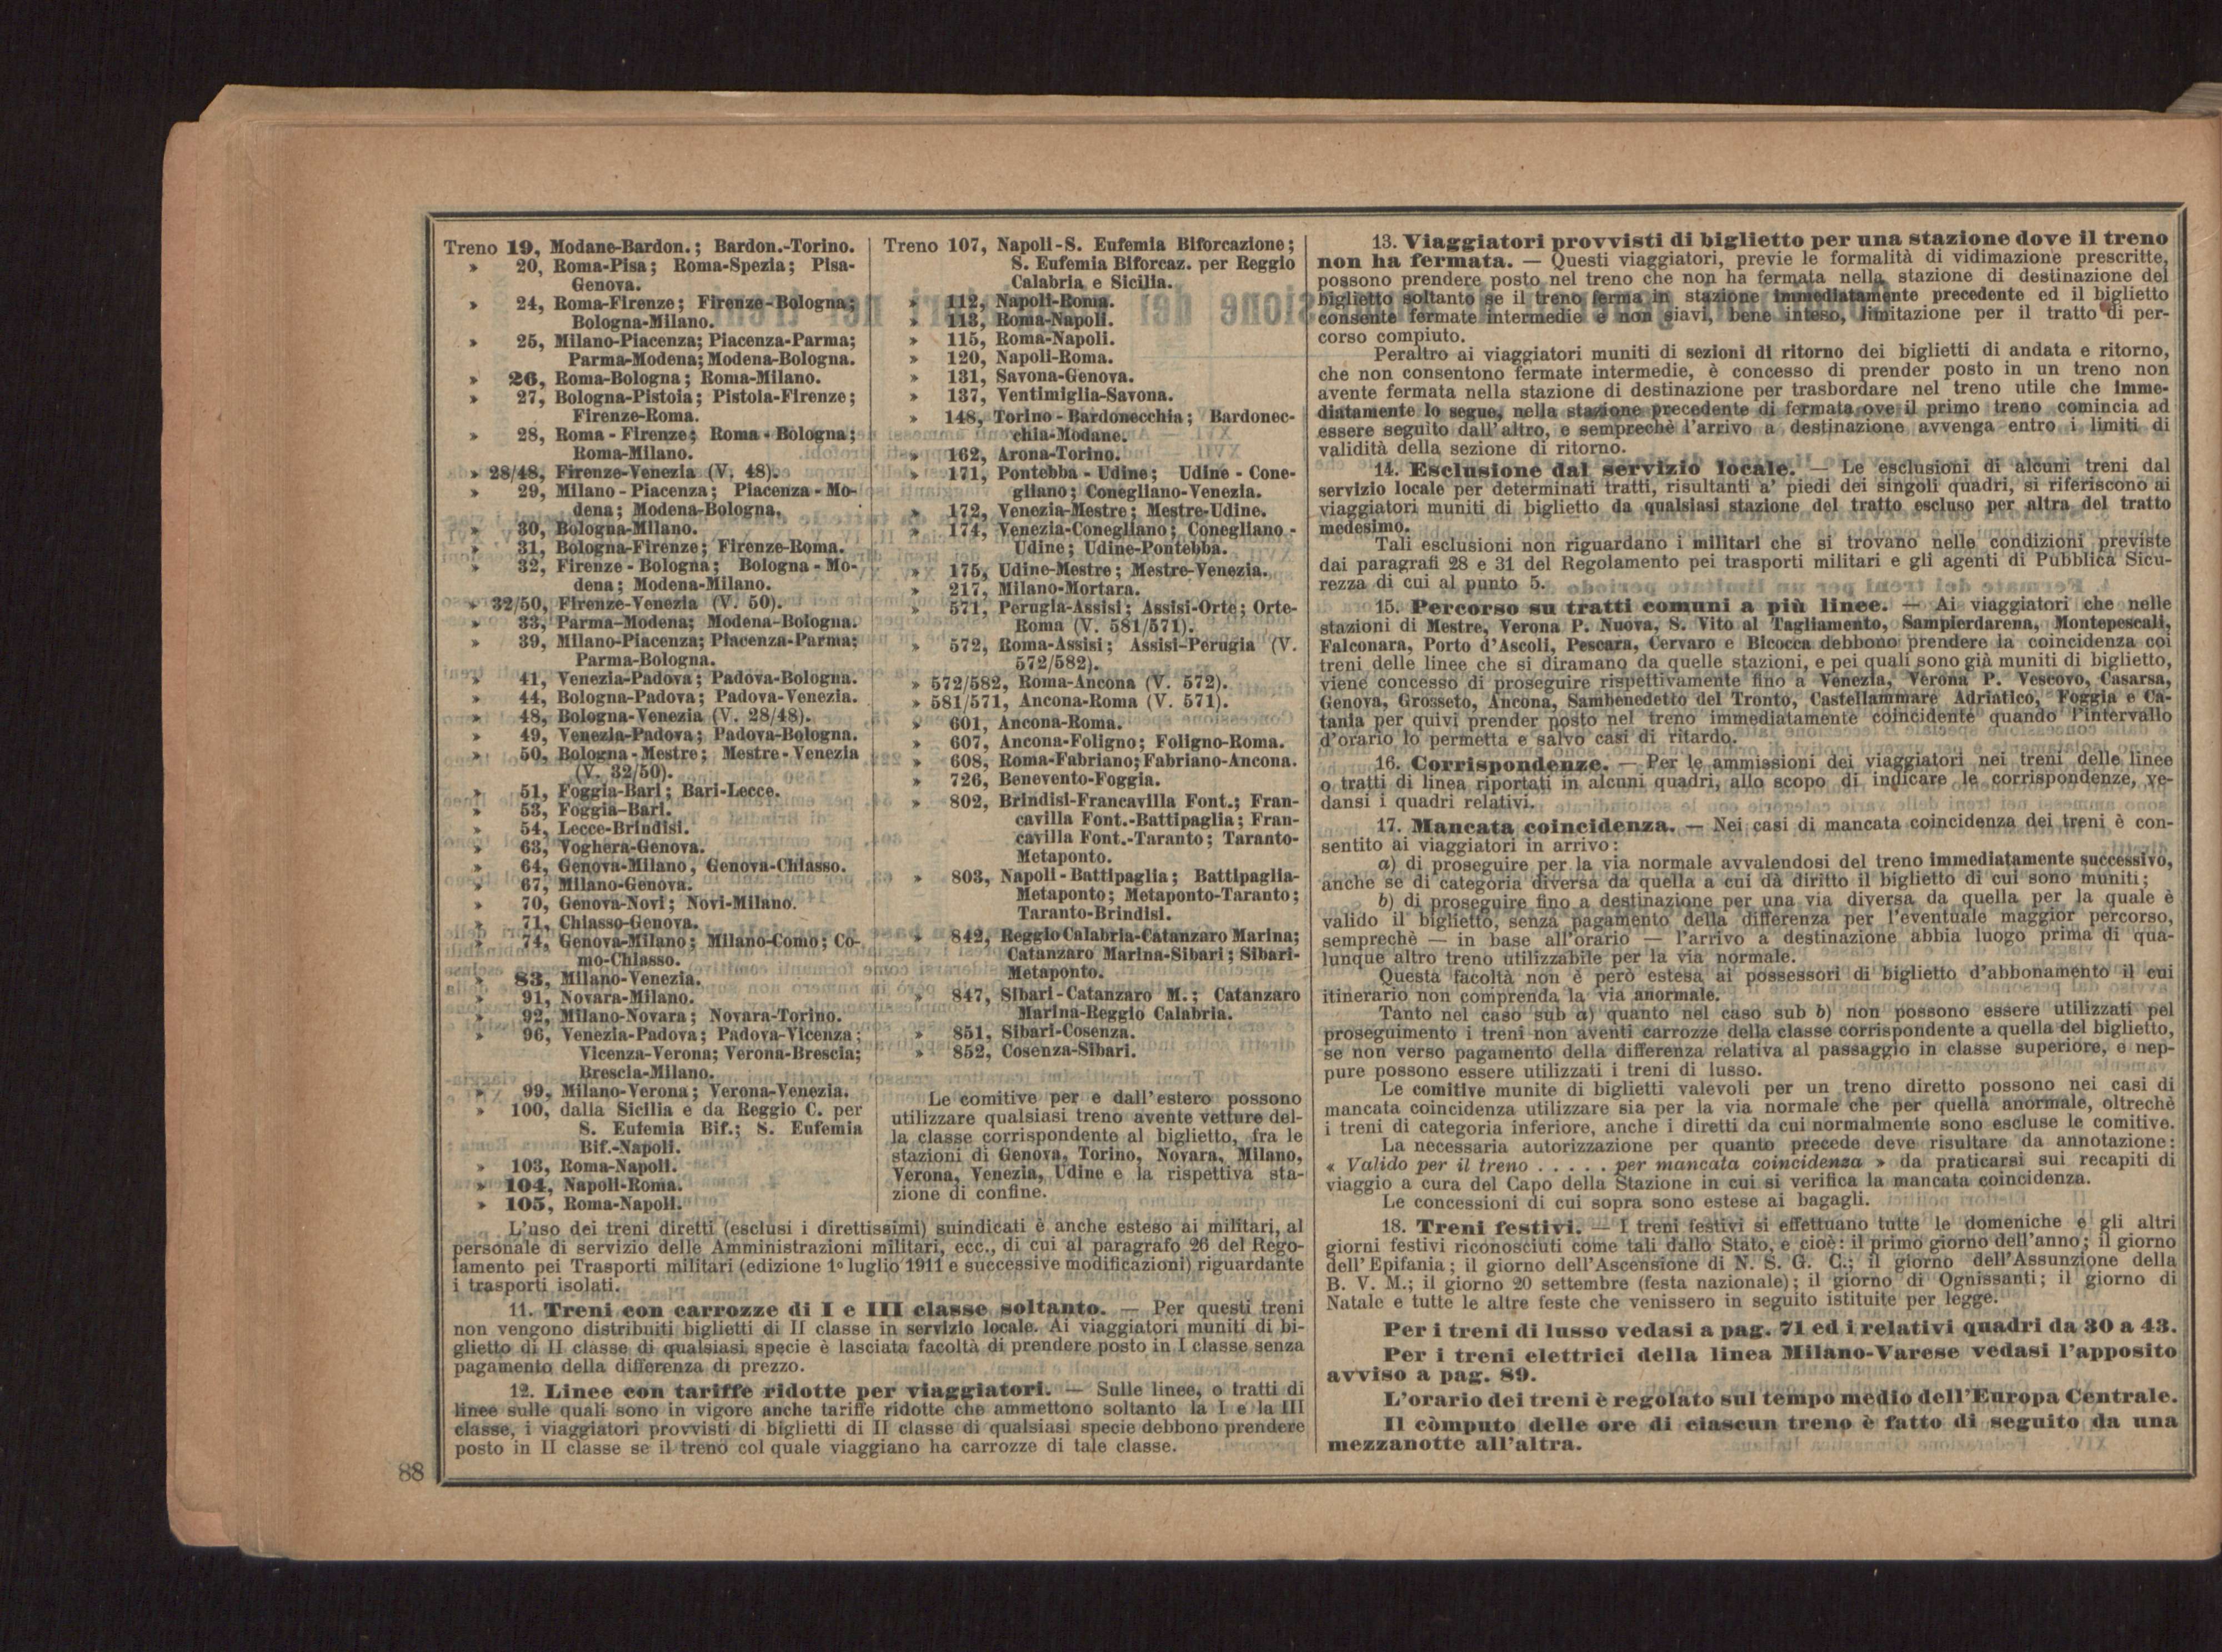 Treno 19, Modane-Bardon.; Bardon.-Torino.
» 20, Roma-Pisa; Roma-Spezia; Pisa-
Genova.
» 24, Roma-Firenze; Firenze-Bologna;
Bologna-Milano.
» 25, Milano-Piacenza; Piacenza-Parma;
Parma-Modena; Modena-Bologna.
» 26, Roma-Bologna; Roma-Milano.
» 27, Bologna-Pistoia; Pistoia-Firenze;
Firenze-Roma.
» 28, Roma-Firenze; Roma-Bologna;
Roma-Milano.
» 28/48, Firenze-Venezia (V. 48).
» 29, Milano-Piacenza; Piacenza-Mo-
dena; Modena-Bologna.
» 30, Bologna-Milano.
» 31, Bologna-Firenze; Firenze-Roma.
» 32, Firenze-Bologna; Bologna-Mo-
dena; Modena-Milano.
» 32/50, Firenze-Venezia (V. 50).
» 33, Parma-Modena; Modena-Bologna.
» 39, Milano-Piacenza; Piacenza-Parma;
Parma-Bologna.
» 41, Venezia-Padova; Padova-Bologna.
» 44, Bologna-Padova; Padova-Venezia.
» 48, Bologna-Venezia (V. 28/48).
» 49, Venezia-Padova; Padova-Bologna.
» 50, Bologna-Mestre; Mestre-Venezia
(V. 32/50).
» 51, Foggia-Bari; Bari-Lecce.
» 53, Foggia-Bari.
» 54, Lecce-Brindisi.
» 63, Voghera-Genova.
» 64, Genova-Milano, Genova-Chiasso.
» 67, Milano-Genova.
» 70, Genova-Novi; Novi-Milano.
» 71, Chiasso-Genova.
» 74, Genova-Milano; Milano-Como; Co-
mo-Chiasso.
» 83, Milano-Venezia.
» 91, Novara-Milano.
» 92, Milano-Novara; Novara-Torino.
» 96, Venezia-Padova; Padova-Vicenza;
Vicenza-Verona; Verona-Brescia;
Brescia-Milano.
» 99, Milano-Verona; Verona-Venezia.
» 100, dalla Sicilia e da Reggio C. per
S. Eufemia Bif.; S. Eufemia
Bif.-Napoli.
» 103, Roma-Napoli.
» 104, Napoli-Roma.
» 105, Roma-Napoli.
Treno 107, Napoli-S. Eufemia Biforcazione;
S. Eufemia Biforcaz. per Reggio
Calabria e Sicilia.
» 112, Napoli-Roma.
» 113, Roma-Napoli.
» 115, Roma-Napoli.
» 120, Napoli-Roma.
» 131, Savona-Genova.
» 137, Ventimiglia-Savona.
» 148, Torino-Bardonecchia; Bardonec-
chia-Modane.
» 162, Arona-Torino.
» 171, Pontebba-Udine; Udine-Cone-
gliano; Conegliano-Venezia.
» 172, Venezia-Mestre; Mestre-Udine.
» 174, Venezia-Conegliano; Conegliano-
Udine; Udine-Pontebba.
» 175, Udine-Mestre; Mestre-Venezia.
» 217, Milano-Mortara.
» 571, Perugia-Assisi; Assisi-Orte; Orte-
Roma (V. 581/571).
» 572, Roma-Assisi; Assisi-Perugia (V.
572/582).
» 572/582, Roma-Ancona (V. 572).
» 581/571, Ancona-Roma (V. 571).
» 601, Ancona-Roma.
» 607, Ancona-Foligno; Foligno-Roma.
» 608, Roma-Fabriano; Fabriano-Ancona.
» 726, Benevento-Foggia.
» 802, Brindisi-Francavilla Font.; Fran-
cavilla Font.-Battipaglia; Fran-
cavilla Font.-Taranto; Taranto-
Metaponto.
» 803, Napoli-Battipaglia; Battipaglia-
Metaponto; Metaponto-Taranto;
Taranto-Brindisi.
» 842, Reggio Calabria-Catanzaro Marina;
Catanzaro Marina-Sibari; Sibari-
Metaponto.
» 847, Sibari-Catanzaro M.; Catanzaro
Marina-Reggio Calabria.
» 851, Sibari-Cosenza.
» 852, Cosenza-Sibari.
Le comitive per e dall'estero possono
utilizzare qualsiasi treno avente vetture del-
la classe corrispondente al biglietto, fra le
stazioni di Genova, Torino, Novara, Milano,
Verona, Venezia, Udine e la rispettiva sta-
zione di confine.
L'uso dei treni diretti (esclusi i direttissimi) suindicati è anche esteso ai militari, al
personale di servizio delle Amministrazioni militari, ecc., di cui al paragrafo 26 del Rego-
lamento pei Trasporti militari (edizione 1º luglio 1911 e successive modificazioni) riguardante
i trasporti isolati.
11. Treni con carrozze di I e III classe soltanto. — Per questi treni
non vengono distribuiti biglietti di II classe in servizio locale. Ai viaggiatori muniti di bi-
glietto di II classe di qualsiasi specie è lasciata facoltà di prendere posto in I classe senza
pagamento della differenza di prezzo.
12. Linee con tariffe ridotte per viaggiatori. — Sulle linee, o tratti di
linee sulle quali sono in vigore anche tariffe ridotte che ammettono soltanto la I e la III
classe, i viaggiatori provvisti di biglietti di II classe di qualsiasi specie debbono prendere
posto in II classe se il treno col quale viaggiano ha carrozze di tale classe.
13. Viaggiatori provvisti di biglietto per una stazione dove il treno
non ha fermata. — Questi viaggiatori, previe le formalità di vidimazione prescritte,
possono prendere posto nel treno che non ha fermata nella stazione di destinazione del
biglietto soltanto se il treno ferma in stazione immediatamente precedente ed il biglietto
consente fermate intermedie e non siavi, bene inteso, limitazione per il tratto di per-
corso compiuto.
Peraltro ai viaggiatori muniti di sezioni di ritorno dei biglietti di andata e ritorno,
che non consentono fermate intermedie, è concesso di prender posto in un treno non
avente fermata nella stazione di destinazione per trasbordare nel treno utile che imme-
diatamente lo segue, nella stazione precedente di fermata ove il primo treno comincia ad
essere seguito dall'altro, e sempreché l'arrivo a destinazione avvenga entro i limiti di
validità della sezione di ritorno.
14. Esclusione dal servizio locale. — Le esclusioni di alcuni treni dal
servizio locale per determinati tratti, risultanti a' piedi dei singoli quadri, si riferiscono ai
viaggiatori muniti di biglietto da qualsiasi stazione del tratto escluso per altra del tratto
medesimo.
Tali esclusioni non riguardano i militari che si trovano nelle condizioni previste
dai paragrafi 28 e 31 del Regolamento pei trasporti militari e gli agenti di Pubblica Sicu-
rezza di cui al punto 5.
15. Percorso su tratti comuni a più linee. — Ai viaggiatori che nelle
stazioni di Mestre, Verona P. Nuova, S. Vito al Tagliamento, Sampierdarena, Montepescali,
Falconara, Porto d'Ascoli, Pescara, Cervaro e Bicocca debbono prendere la coincidenza coi
treni delle linee che si diramano da quelle stazioni, e pei quali sono già muniti di biglietto,
viene concesso di proseguire rispettivamente fino a Venezia, Verona P. Vescovo, Casarsa,
Genova, Grosseto, Ancona, Sambenedetto del Tronto, Castellammare Adriatico, Foggia e Ca-
tania per quivi prender posto nel treno immediatamente coincidente quando l'intervallo
d'orario lo permetta e salvo casi di ritardo.
16. Corrispondenze. — Per le ammissioni dei viaggiatori nei treni delle linee
o tratti di linea riportati in alcuni quadri, allo scopo di indicare le corrispondenze, ve-
dansi i quadri relativi.
17. Mancata coincidenza. — Nei casi di mancata coincidenza dei treni è con-
sentito ai viaggiatori in arrivo:
a) di proseguire per la via normale avvalendosi del treno immediatamente successivo,
anche se di categoria diversa da quella a cui dà diritto il biglietto di cui sono muniti;
b) di proseguire fino a destinazione per una via diversa da quella per la quale è
valido il biglietto, senza pagamento della differenza per l'eventuale maggior percorso,
semprechè — in base all'orario — l'arrivo a destinazione abbia luogo prima di qua-
lunque altro treno utilizzabile per la via normale.
Questa facoltà non è però estesa ai possessori di biglietto d'abbonamento il cui
itinerario non comprenda la via anormale.
Tanto nel caso sub a) quanto nel caso sub b) non possono essere utilizzati pel
proseguimento i treni non aventi carrozze della classe corrispondente a quella del biglietto,
se non verso pagamento della differenza relativa al passaggio in classe superiore, e nep-
pure possono essere utilizzati i treni di lusso.
Le comitive munite di biglietti valevoli per un treno diretto possono nei casi di
mancata coincidenza utilizzare sia per la via normale che per quella anormale, oltrechè
i treni di categoria inferiore, anche i diretti da cui normalmente sono escluse le comitive.
La necessaria autorizzazione per quanto precede deve risultare da annotazione:
« Valido per il treno . . . . . per mancata coincidenza » da praticarsi sui recapiti di
viaggio a cura del Capo della Stazione in cui si verifica la mancata coincidenza.
Le concessioni di cui sopra sono estese ai bagagli.
18. Treni festivi. — I treni festivi si effettuano tutte le domeniche e gli altri
giorni festivi riconosciuti come tali dallo Stato, e cioè: il primo giorno dell'anno; il giorno
dell'Epifania; il giorno dell'Ascensione di N. S. G. C.; il giorno dell'Assunzione della
B. V. M.; il giorno 20 settembre (festa nazionale); il giorno di Ognissanti; il giorno di
Natale e tutte le altre feste che venissero in seguito istituite per legge.
Per i treni di lusso vedasi a pag. 71 ed i relativi quadri da 30 a 43.
Per i treni elettrici della linea Milano-Varese vedasi l'apposito
avviso a pag. 89.
L'orario dei treni è regolato sul tempo medio dell'Europa Centrale.
Il còmputo delle ore di ciascun treno è fatto di seguito da una
mezzanotte all'altra.
88